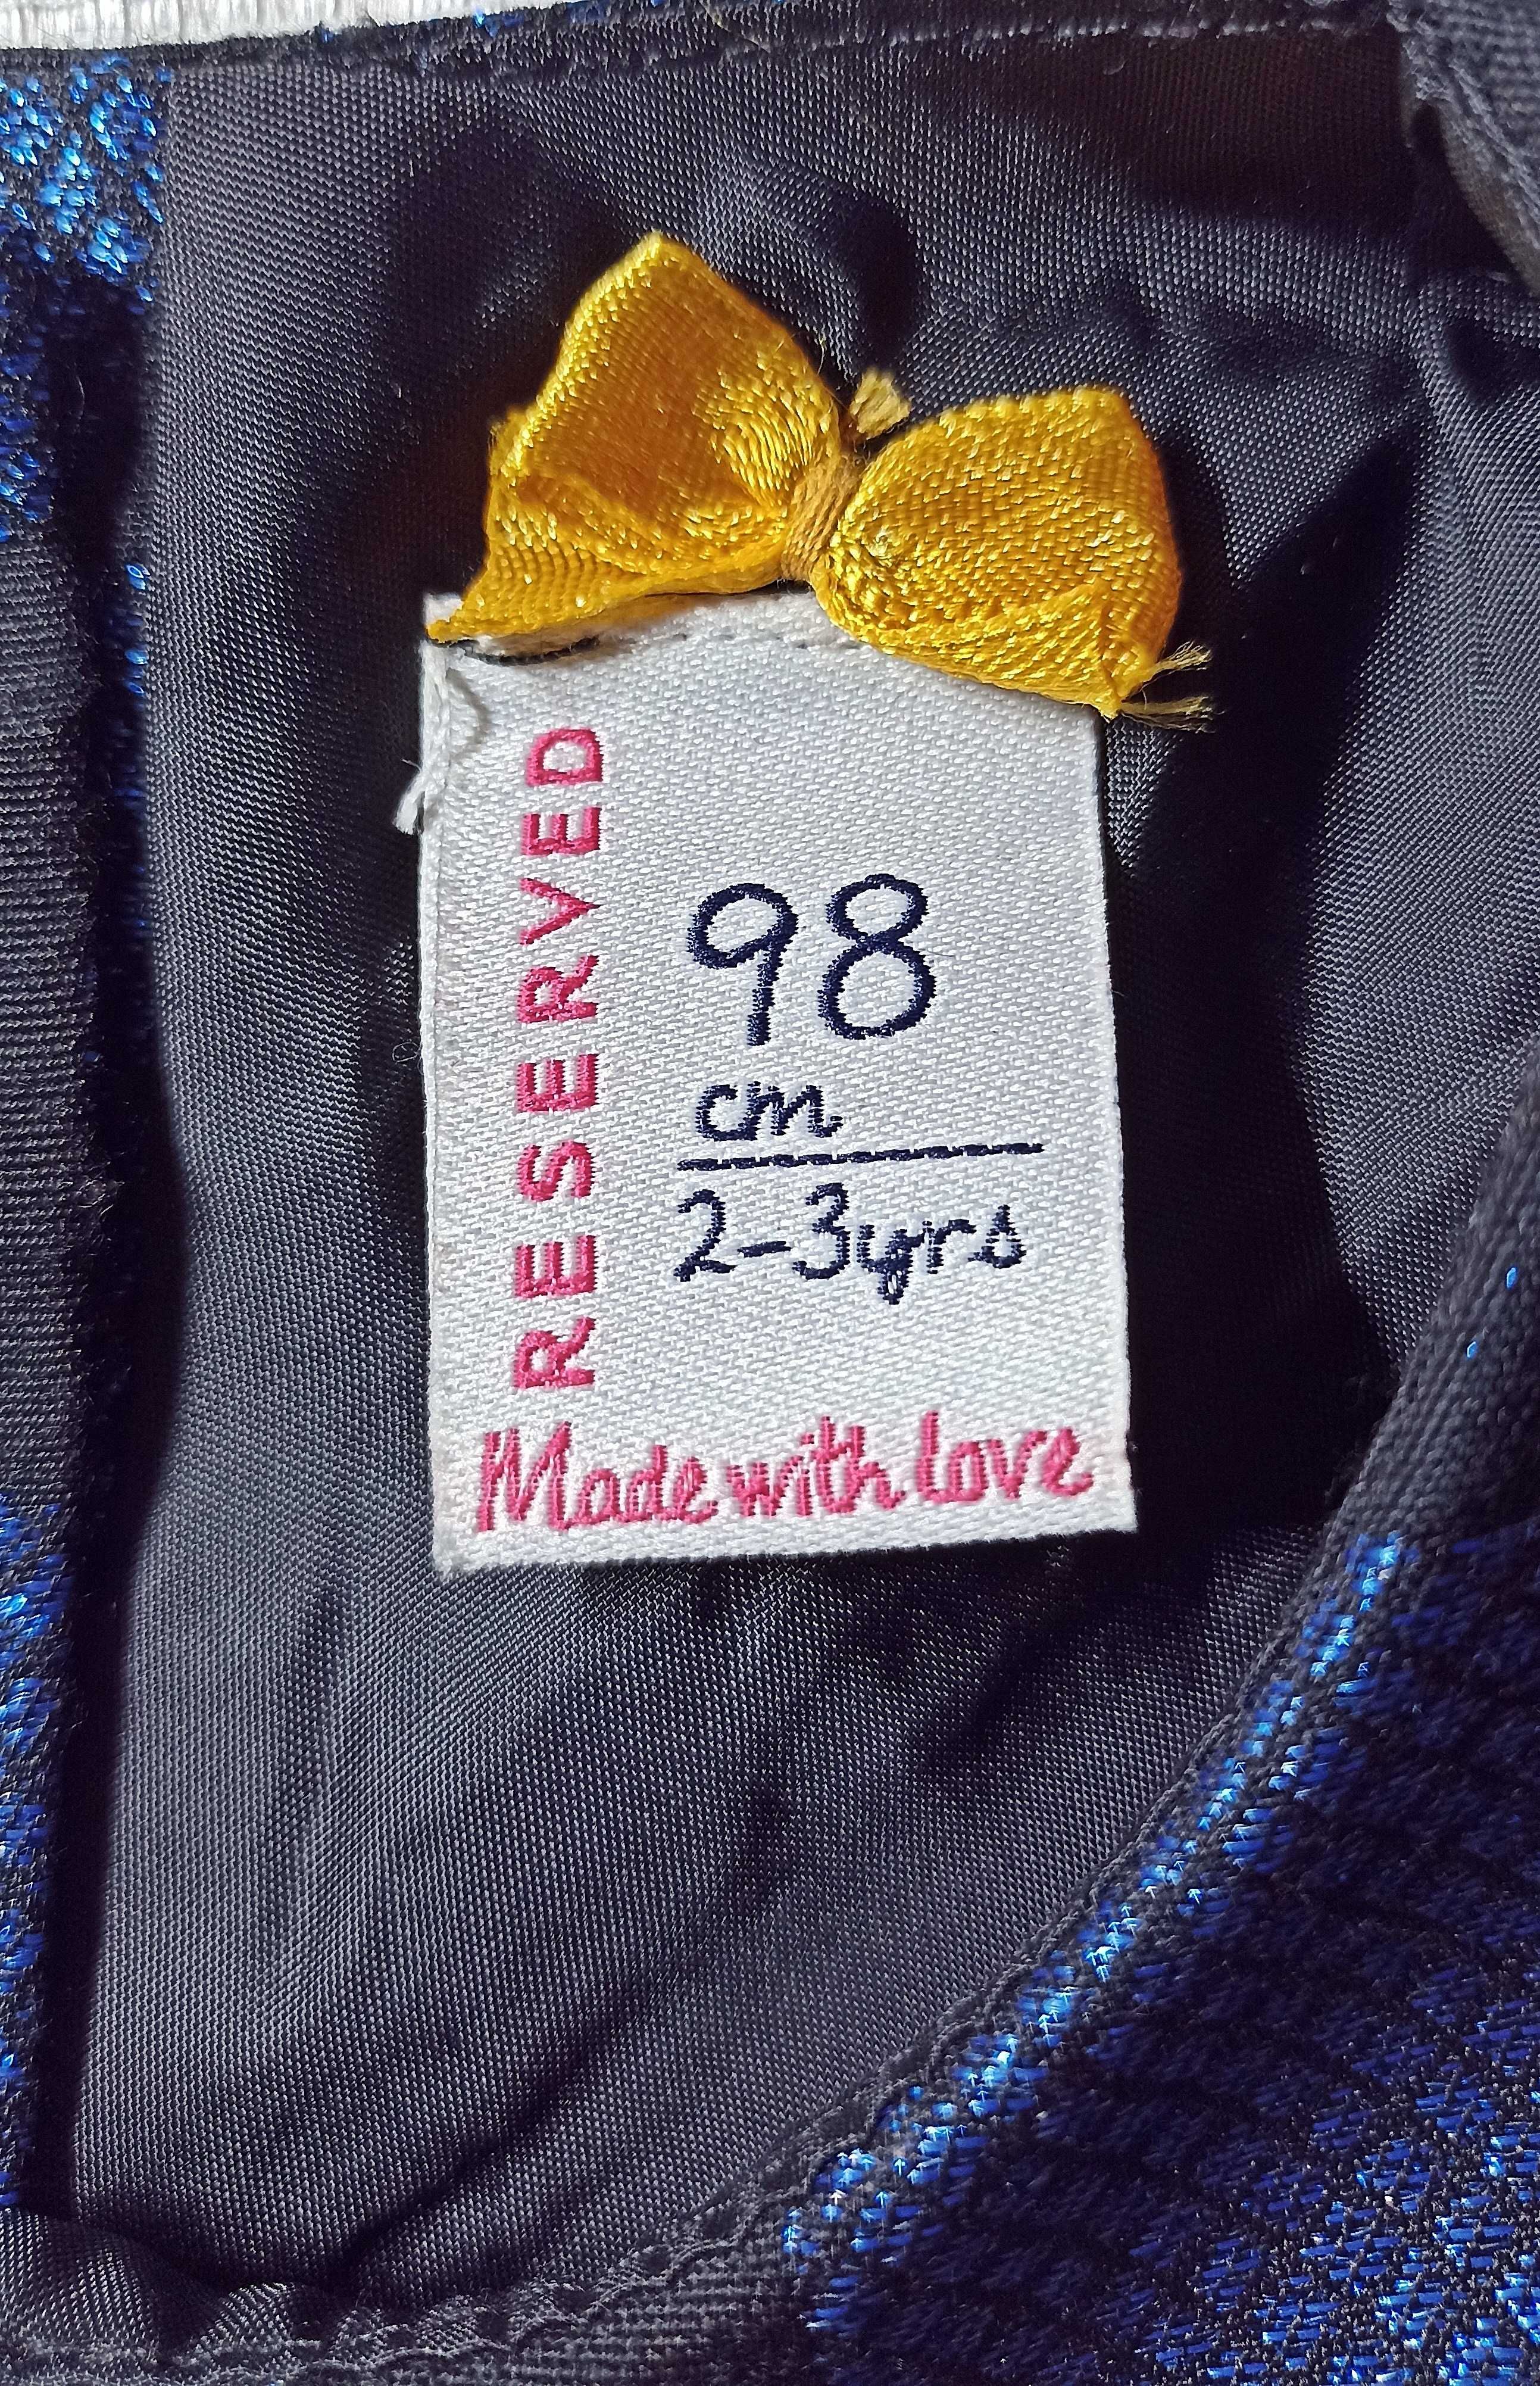 RESERVED
98
cm
2-3yrs
Made with love